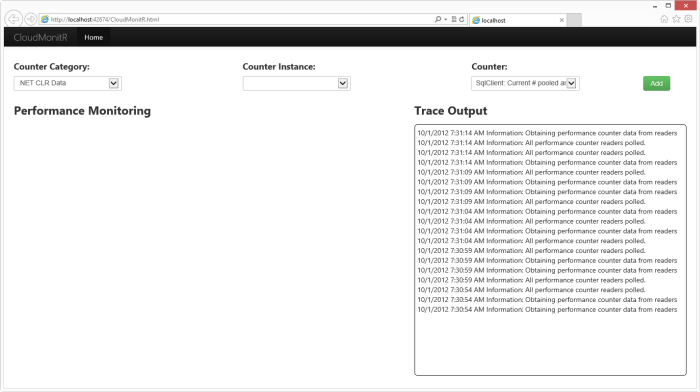 http://localhost:42874/CloudMonitR.html
localhost
CloudMonitR Home
Counter Category: Counter Instance: Counter:
.NET CLR Data SqlClient: Current # pooled an Add
Performance Monitoring Trace Output
10/1/2012 7:31:14 AM Information: Obtaining performance counter data from readers
10/1/2012 7:31:14 AM Information: All performance counter readers polled.
10/1/2012 7:31:14 AM Information: Obtaining performance counter data from readers
10/1/2012 7:31:14 AM Information: All performance counter readers polled.
10/1/2012 7:31:09 AM Information: All performance counter readers polled.
10/1/2012 7:31:09 AM Information: Obtaining performance counter data from readers
10/1/2012 7:31:09 AM Information: Obtaining performance counter data from readers
10/1/2012 7:31:09 AM Information: All performance counter readers polled.
10/1/2012 7:31:04 AM Information: Obtaining performance counter data from readers
10/1/2012 7:31:04 AM Information: All performance counter readers polled.
10/1/2012 7:31:04 AM Information: Obtaining performance counter data from readers
10/1/2012 7:31:04 AM Information: All performance counter readers polled.
10/1/2012 7:30:59 AM Information: All performance counter readers polled.
10/1/2012 7:30:59 AM Information: Obtaining performance counter data from readers
10/1/2012 7:30:59 AM Information: All performance counter readers polled.
10/1/2012 7:30:59 AM Information: Obtaining performance counter data from readers
10/1/2012 7:30:54 AM Information: All performance counter readers polled.
10/1/2012 7:30:54 AM Information: Obtaining performance counter data from readers
10/1/2012 7:30:54 AM Information: Obtaining performance counter data from readers